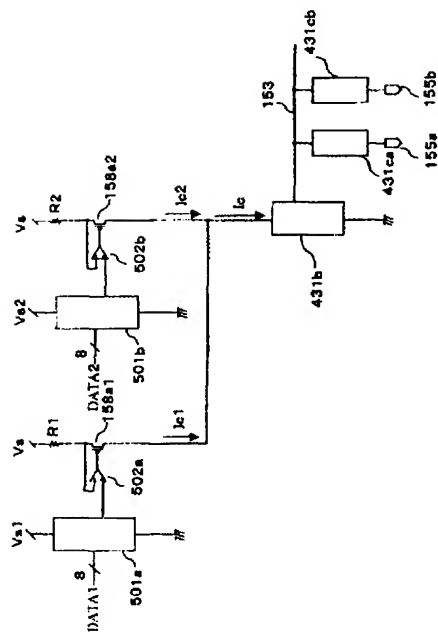 Vs1
Vs
R1
DATA1
8
158a1
502a
501a
Ic1
Vs2
Vs
R2
158a2
DATA2
8
502b
501b
Ic2
Ic
431b
153
431cb
431ca
155a
155b